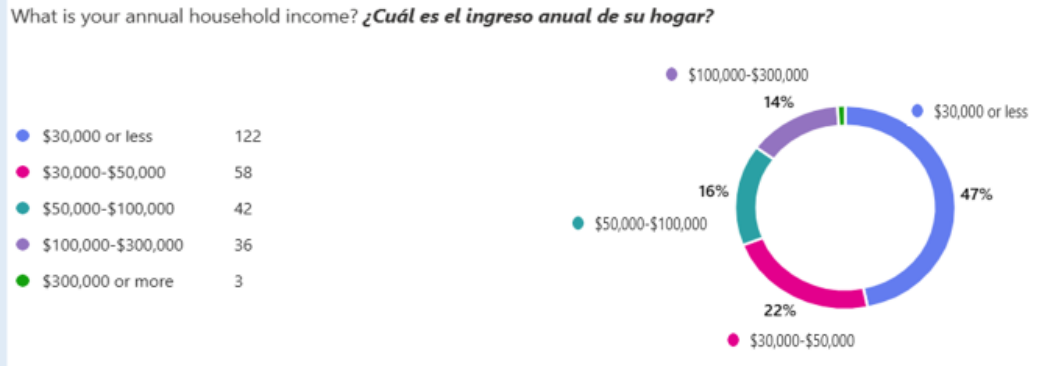 What is your annual household income? ¿Cuál es el ingreso anual de su hogar?
$30,000 or less 122
$30,000-$50,000 58
$50,000-$100,000 42
$100,000-$300,000 36
$300,000 or more 3
$100,000-$300,000
14%
$30,000 or less
47%
16%
$50,000-$100,000
22%
$30,000-$50,000